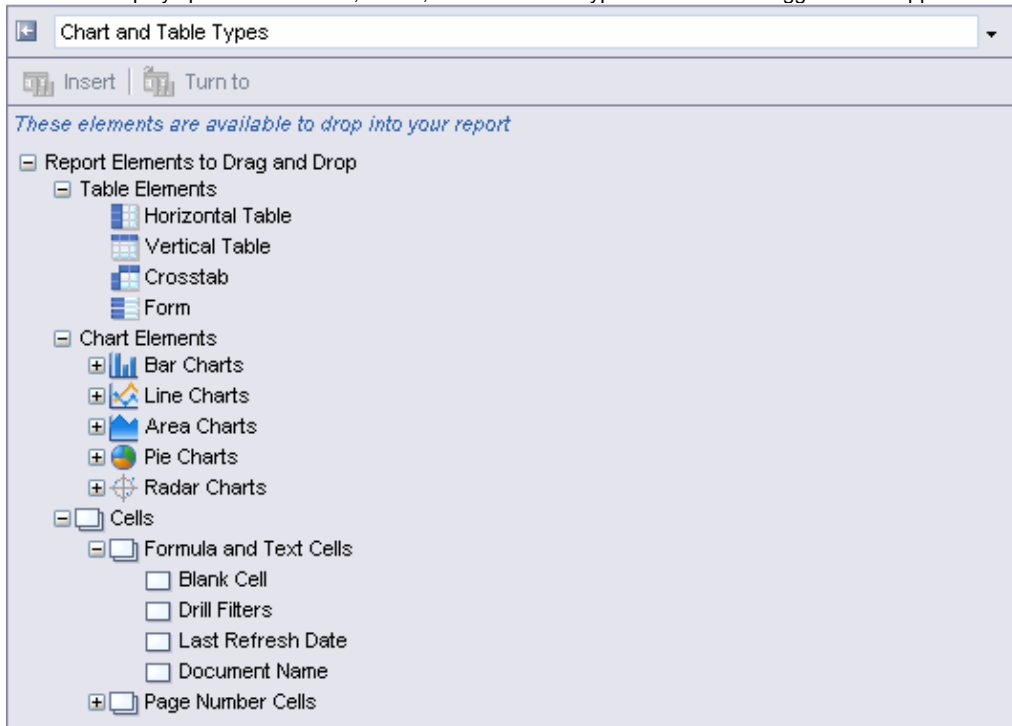 Chart and Table Types
Insert Turn to
These elements are available to drop into your report
Report Elements to Drag and Drop
Table Elements
Horizontal Table
Vertical Table
Crosstab
Form
Chart Elements
Bar Charts
Line Charts
Area Charts
Pie Charts
Radar Charts
Cells
Formula and Text Cells
Blank Cell
Drill Filters
Last Refresh Date
Document Name
Page Number Cells